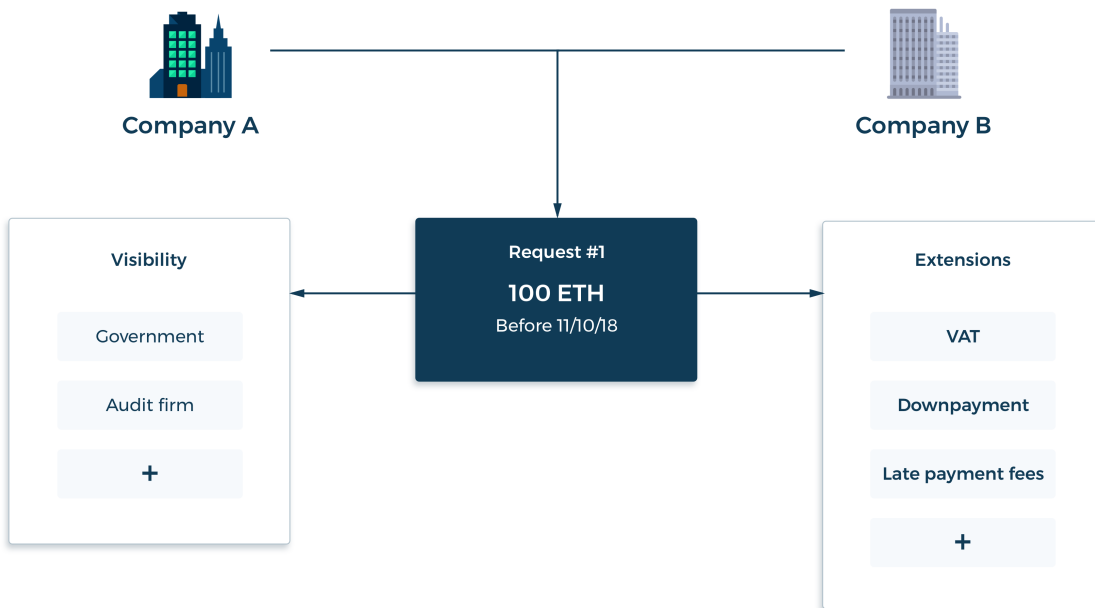 Company A
Company B
Visibility
Government
Audit firm
+
Request #1
100 ETH
Before 11/10/18
Extensions
VAT
Downpayment
Late payment fees
+